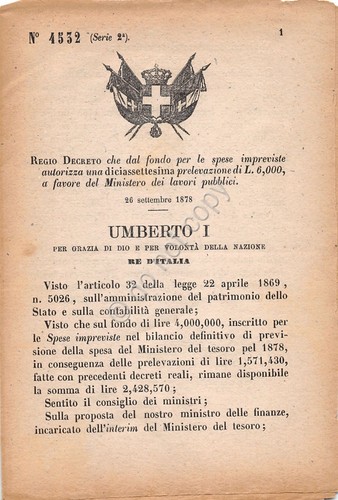 N° 4532 (Serie 2ª).
1
REGIO DECRETO che dal fondo per le spese impreviste
autorizza una diciassettesima prelevazione di L. 6,000,
a favore del Ministero dei lavori pubblici.
26 settembre 1878
UMBERTO I
PER GRAZIA DI DIO E PER VOLONTÀ DELLA NAZIONE
RE D'ITALIA
Visto l'articolo 32 della legge 22 aprile 1869,
n. 5026, sull'amministrazione del patrimonio dello
Stato e sulla contabilità generale;
Visto che sul fondo di lire 4,000,000, inscritto per
le Spese impreviste nel bilancio definitivo di previ-
sione della spesa del Ministero del tesoro pel 1878,
in conseguenza delle prelevazioni di lire 1,571,430,
fatte con precedenti decreti reali, rimane disponibile
la somma di lire 2,428,570;
Sentito il consiglio dei ministri;
Sulla proposta del nostro ministro delle finanze,
incaricato dell'interim del Ministero del tesoro;